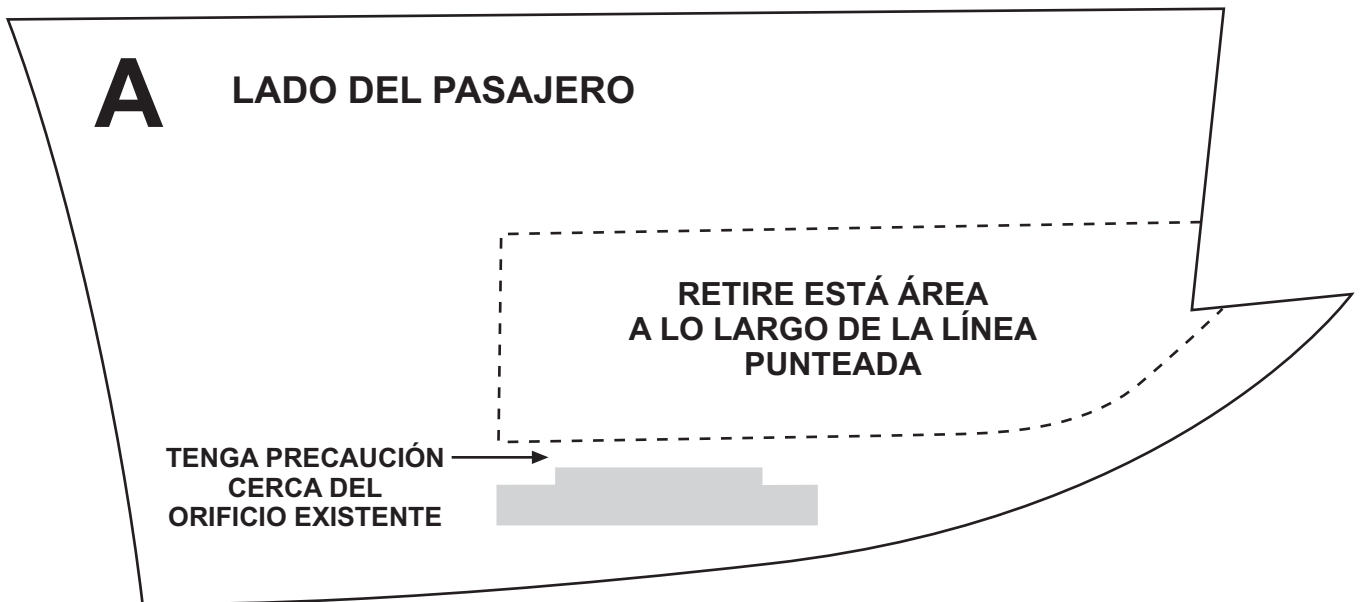 A
LADO DEL PASAJERO
RETIRE ESTÁ ÁREA
A LO LARGO DE LA LÍNEA
PUNTEADA
TENGA PRECAUCIÓN
CERCA DEL
ORIFICIO EXISTENTE